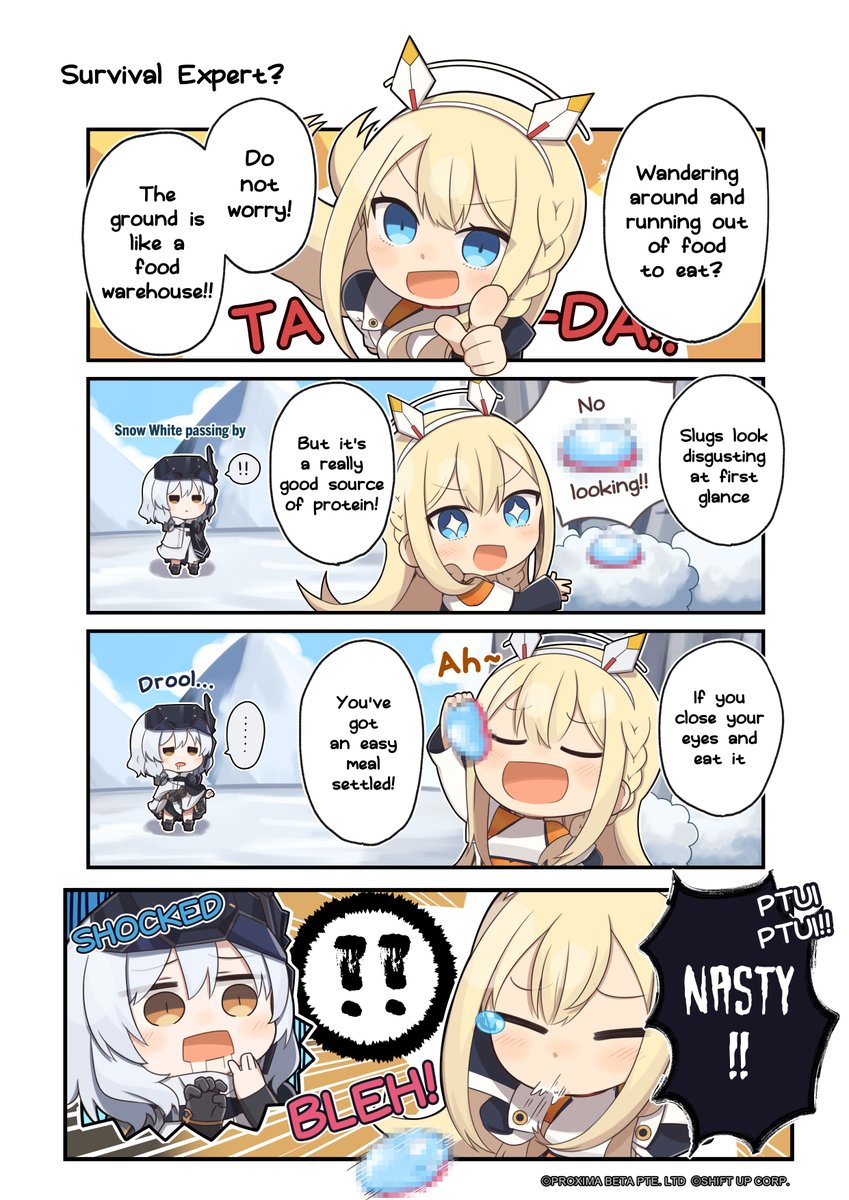 Survival Expert?
Wandering
around and
running out
of food
to eat?
Do
not
worry!
The
ground is
like a
food
warehouse!!
TA -DA!!
Slugs look
disgusting
at first
glance
No
looking!!
But it's
a really
good source
of protein!
Snow White passing by
!!
If you
close your
eyes and
eat it
Ah~
You've
got
an easy
meal
settled!
.....
Drool...
PTUI
PTUI!!
NASTY
!!
BLEH!
!!
SHOCKED
©PROXIMA BETA PTE. LTD ©SHIFT UP CORP.